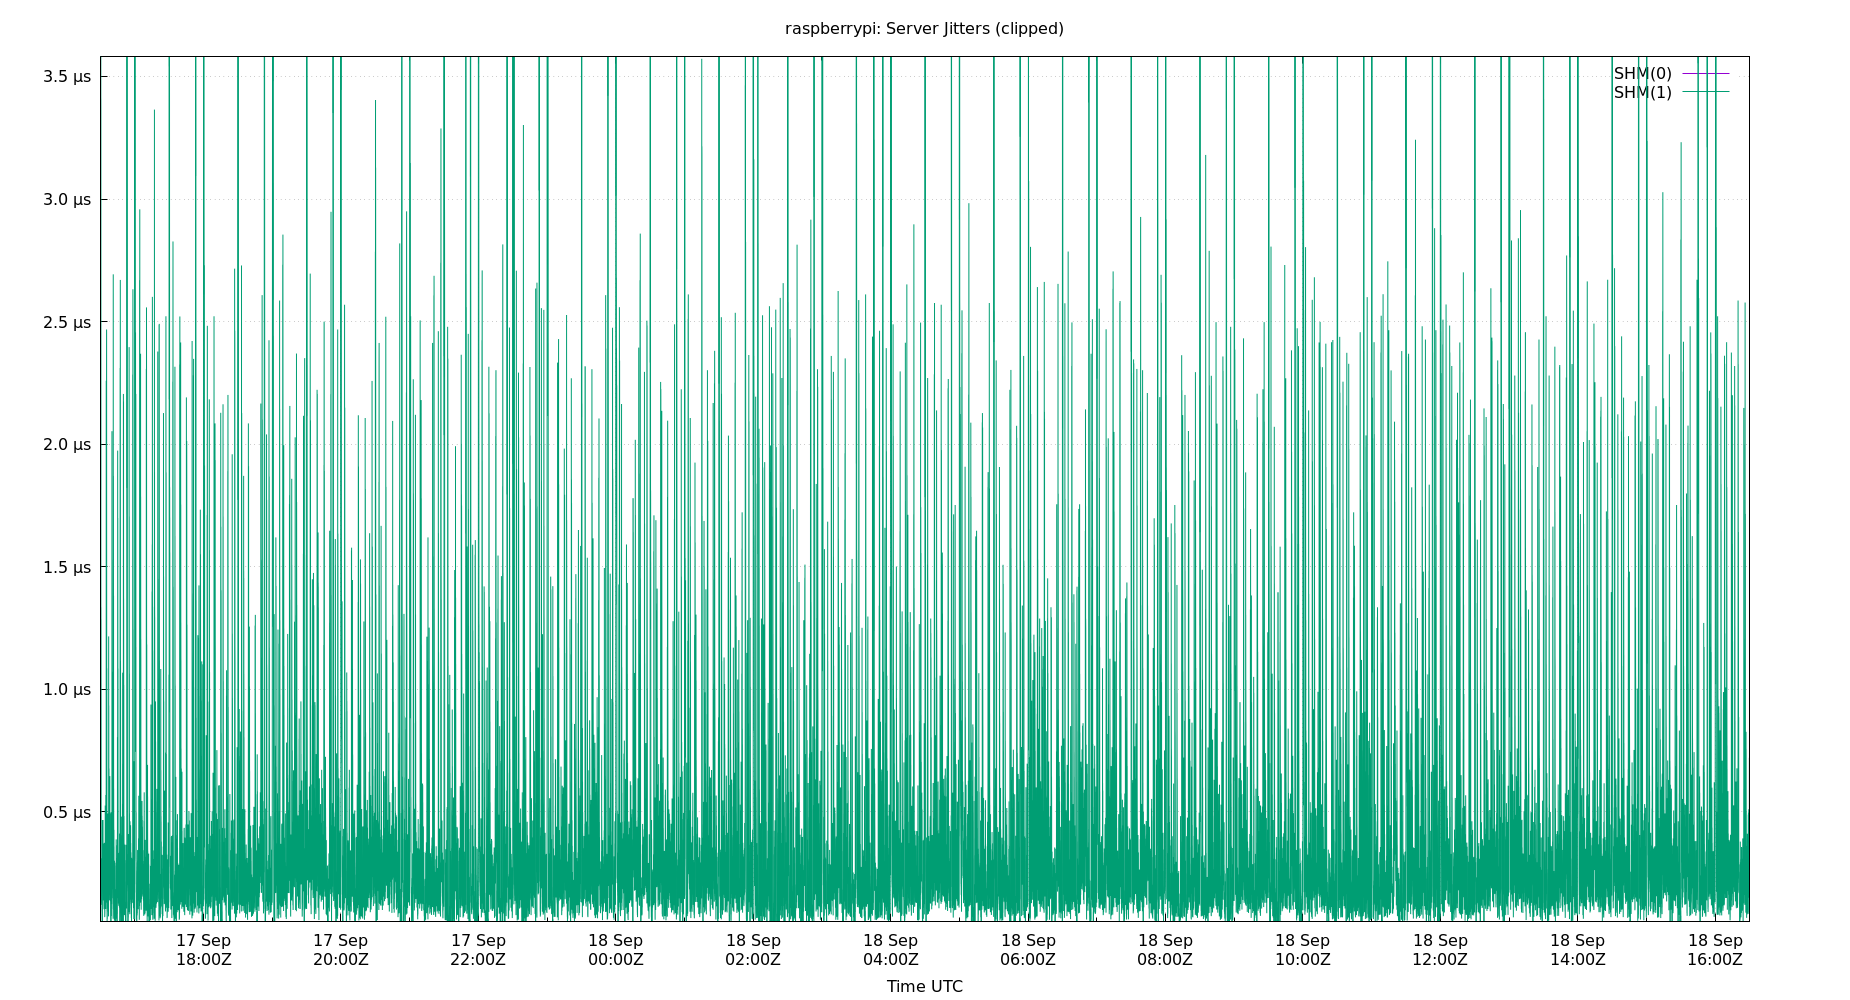 raspberrypi: Server Jitters (clipped)
3.5 µs
3.0 µs
2.5 µs
2.0 µs
1.5 µs
1.0 µs
0.5 µs
SHM(0)
SHM(1)
17 Sep 17 Sep 17 Sep 18 Sep 18 Sep 18 Sep 18 Sep 18 Sep 18 Sep 18 Sep 18 Sep 18 Sep
18:00Z 20:00Z 22:00Z 00:00Z 02:00Z 04:00Z 06:00Z 08:00Z 10:00Z 12:00Z 14:00Z 16:00Z
Time UTC